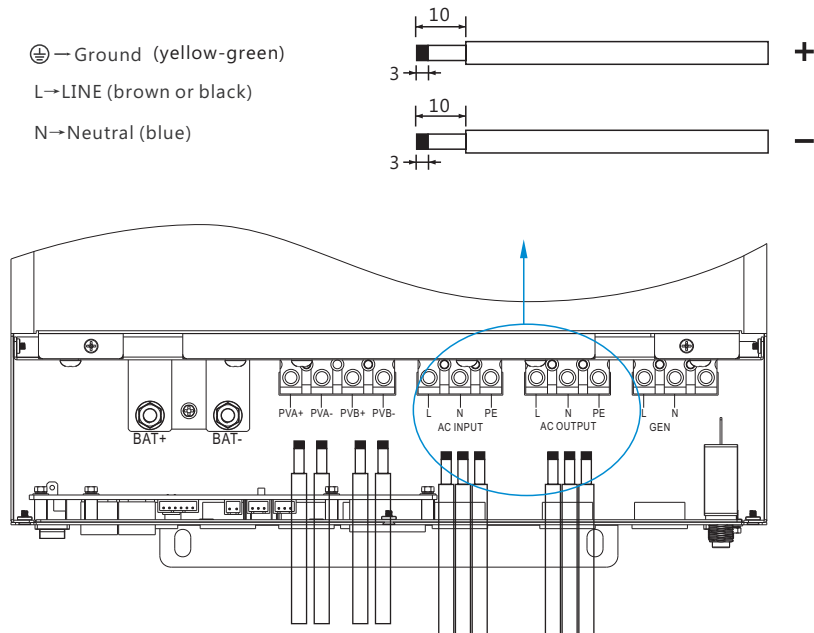 ⏚→Ground (yellow-green)
L→LINE (brown or black)
N→Neutral (blue)
10
3
+
10
3
−
PVA+ PVA- PVB+ PVB- L N PE L N PE L N
AC INPUT AC OUTPUT GEN
BAT+ BAT-